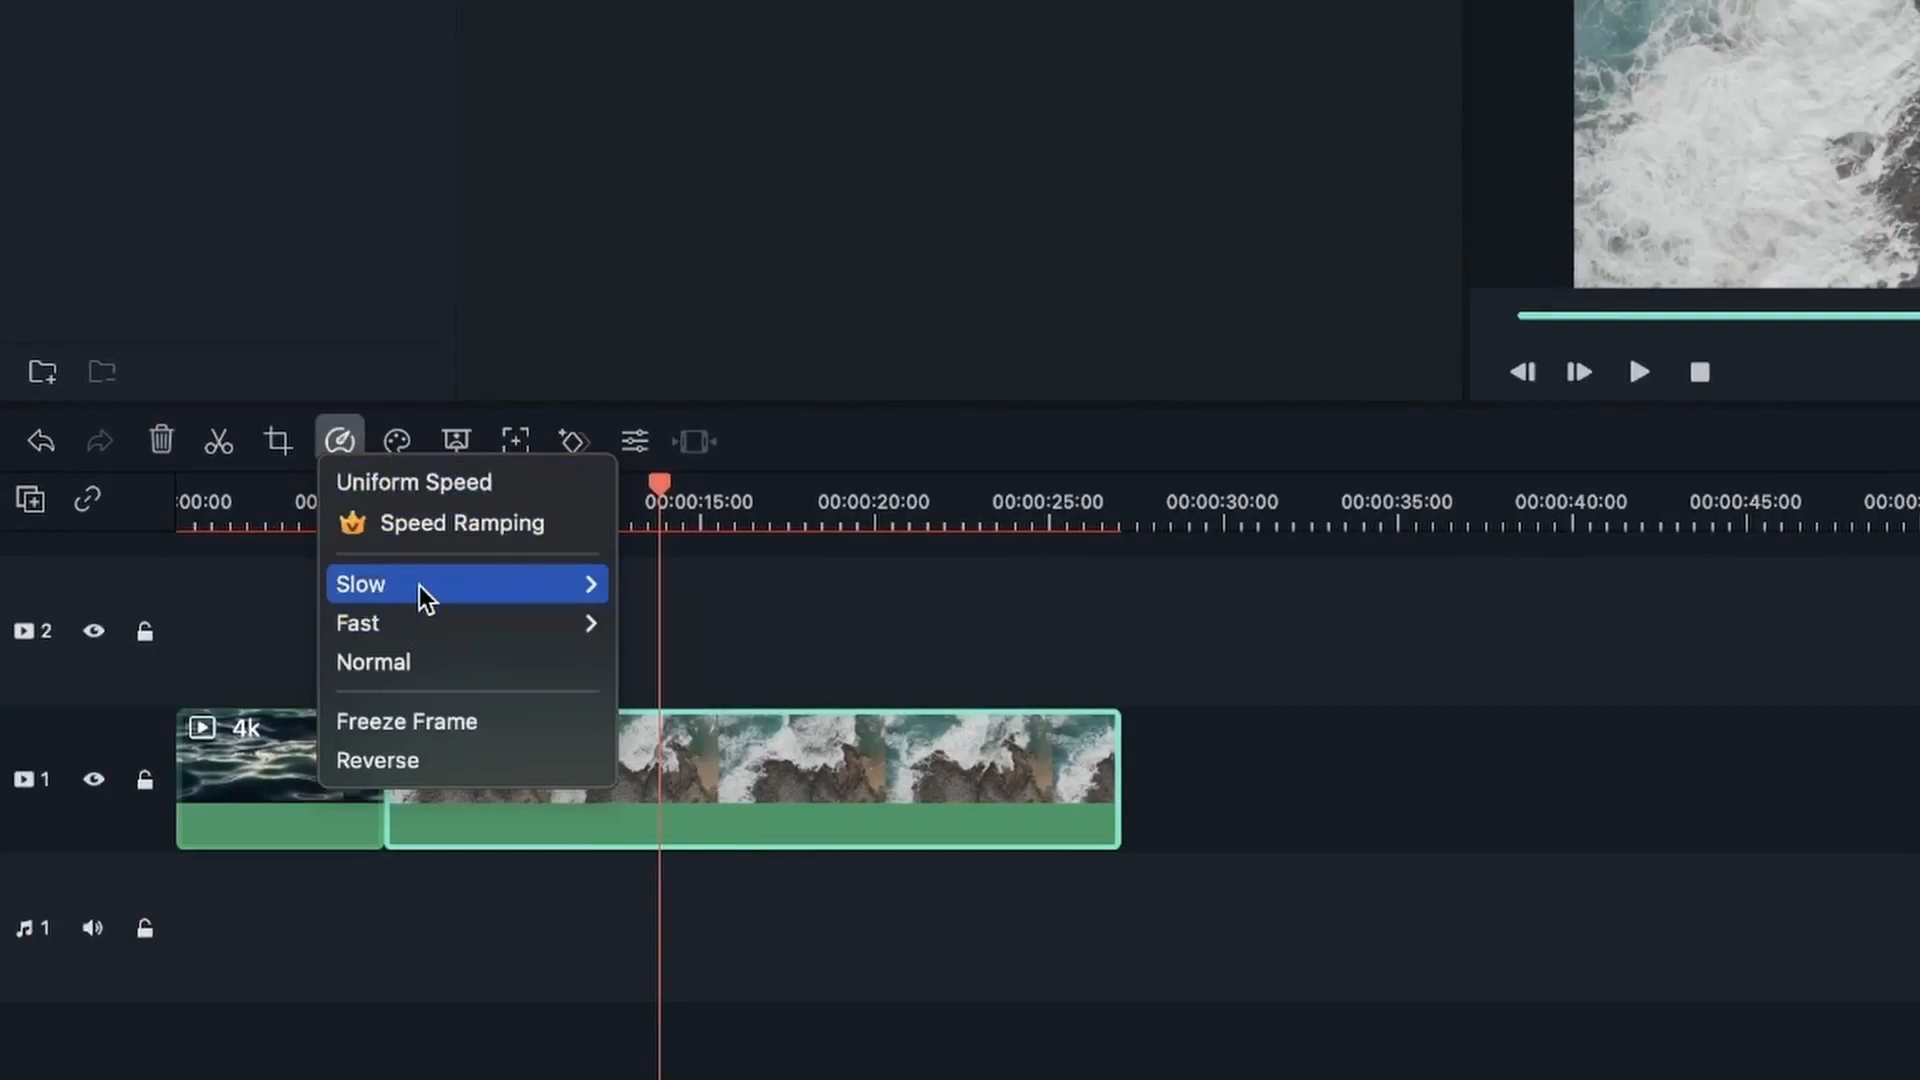 Uniform Speed
Speed Ramping
:00:00
00
00:00:15:00
00:00:20:00
00:00:25:00
00:00:30:00
00:00:35:00
00:00:40:00
00:00:45:00
00:00
Slow
Fast
2
Normal
Freeze Frame
4k
Reverse
1
1